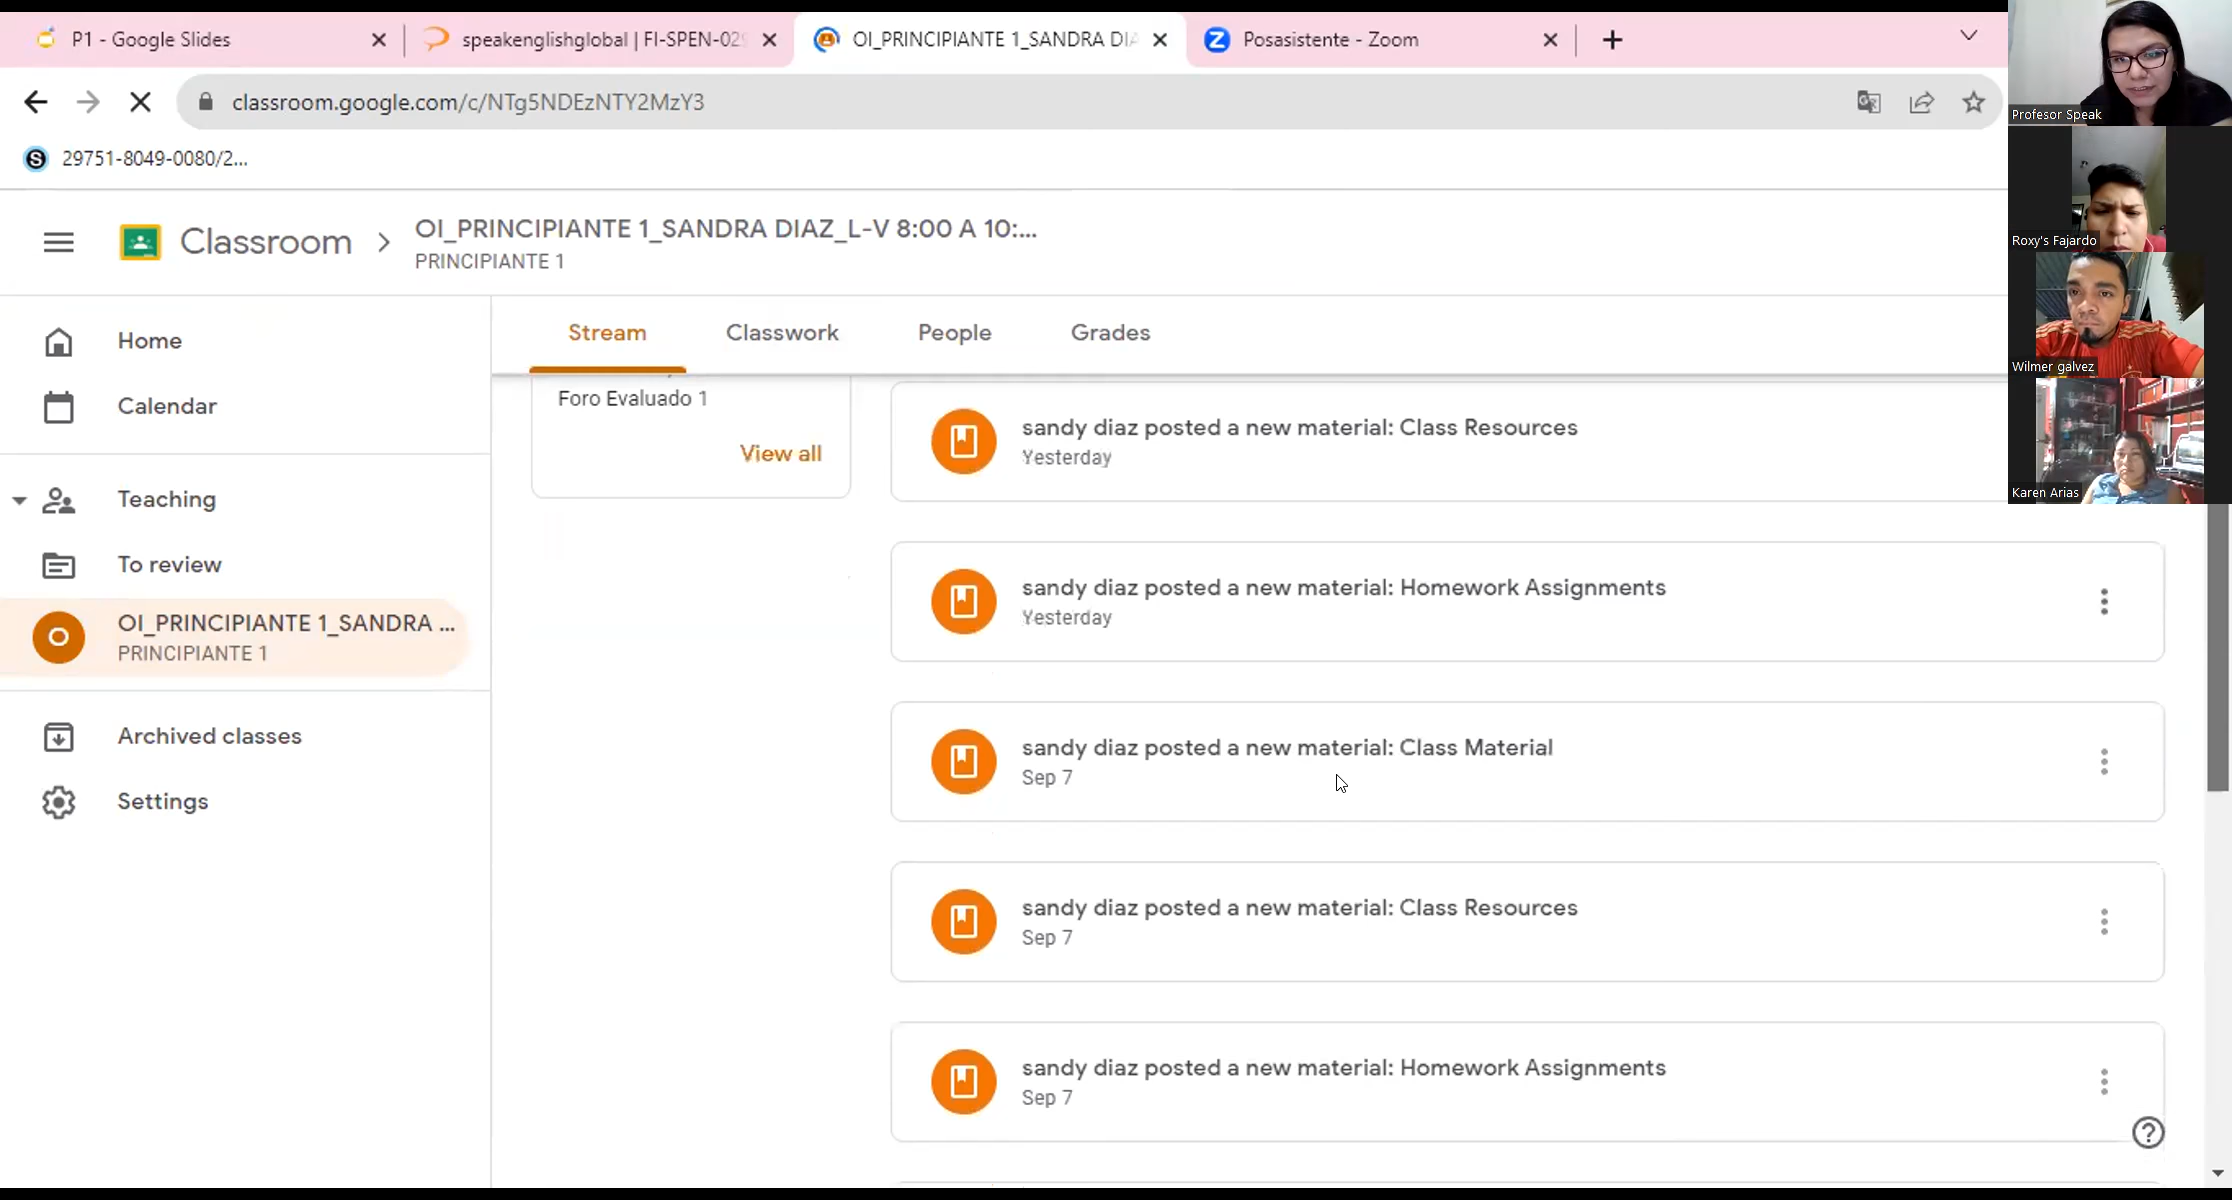 P1 - Google Slides
speakenglishglobal | FI-SPEN-029
OI_PRINCIPIANTE 1_SANDRA DIA
Posasistente - Zoom
classroom.google.com/c/NTg5NDEzNTY2MzY3
29751-8049-0080/2...
Profesor Speak
Roxy's Fajardo
Wilmer gálvez
Karen Arias
Classroom
OI_PRINCIPIANTE 1_SANDRA DIAZ_L-V 8:00 A 10:...
PRINCIPIANTE 1
Home
Calendar
Teaching
To review
O
OI_PRINCIPIANTE 1_SANDRA ...
PRINCIPIANTE 1
Archived classes
Settings
Stream
Classwork
People
Grades
Foro Evaluado 1
View all
sandy diaz posted a new material: Class Resources
Yesterday
sandy diaz posted a new material: Homework Assignments
Yesterday
sandy diaz posted a new material: Class Material
Sep 7
sandy diaz posted a new material: Class Resources
Sep 7
sandy diaz posted a new material: Homework Assignments
Sep 7